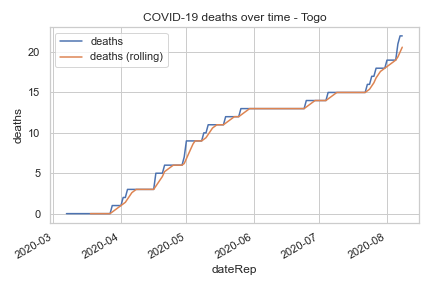 COVID-19 deaths over time - Togo
deaths
deaths (rolling)
deaths
20
15
10
5
0
2020-03
2020-04
2020-05
2020-06
2020-07
2020-08
dateRep